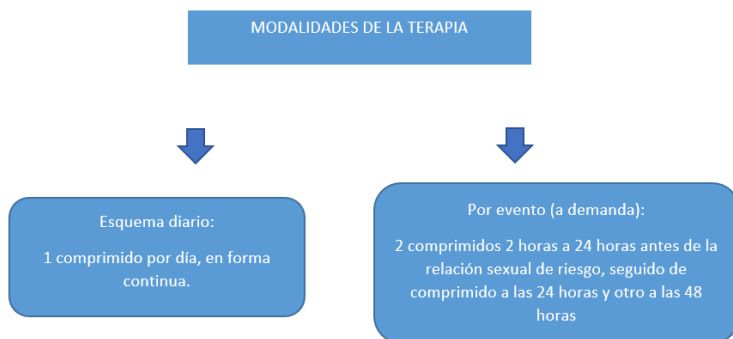 MODALIDADES DE LA TERAPIA
Esquema diario:
1 comprimido por día, en forma
continua.
Por evento (a demanda):
2 comprimidos 2 horas a 24 horas antes de la
relación sexual de riesgo, seguido de
comprimido a las 24 horas y otro a las 48
horas